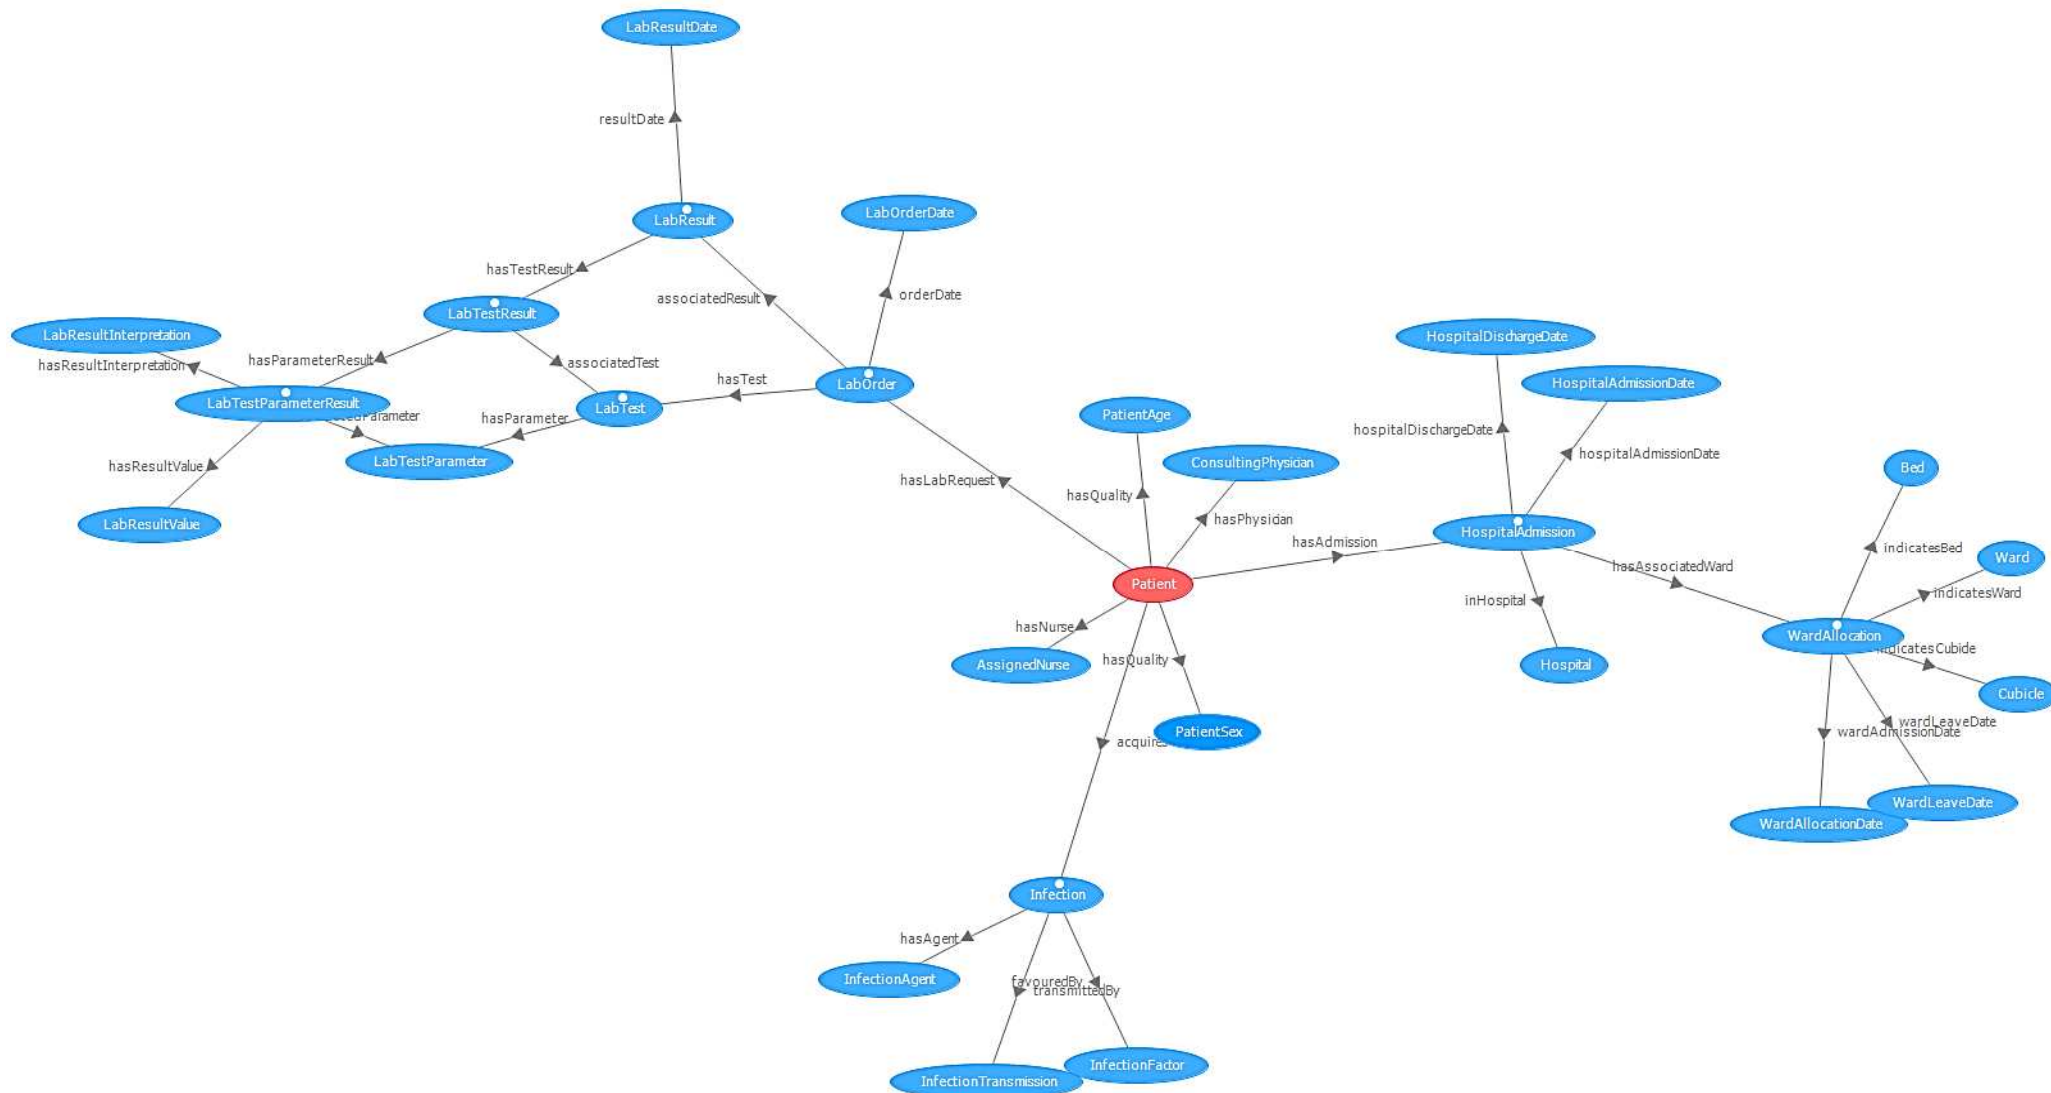 LabResultDate
resultDate
LabResult
LabOrderDate
hasTestResult
associatedResult
orderDate
LabTestResult
LabResultInterpretation
HospitalDischargeDate
hasResultInterpretation
hasParameterResult
associatedTest
hasTest
LabOrder
HospitalAdmissionDate
LabTestParameterResult
LabTest
PatientAge
hasParameter
hospitalDischargeDate
hospitalAdmissionDate
LabTestParameter
hasResultValue
ConsultingPhysician
Bed
hasLabRequest
hasQuality
LabResultValue
hasPhysician
HospitalAdmission
hasAdmission
indicatesBed
Ward
hasAssociatedWard
Patient
indicatesWard
inHospital
hasNurse
WardAllocation
indicatesCubicle
AssignedNurse
hasQuality
Hospital
Cubicle
PatientSex
acquires
wardLeaveDate
wardAdmissionDate
WardLeaveDate
WardAllocationDate
Infection
hasAgent
InfectionAgent
favouredBy
transmittedBy
InfectionFactor
InfectionTransmission